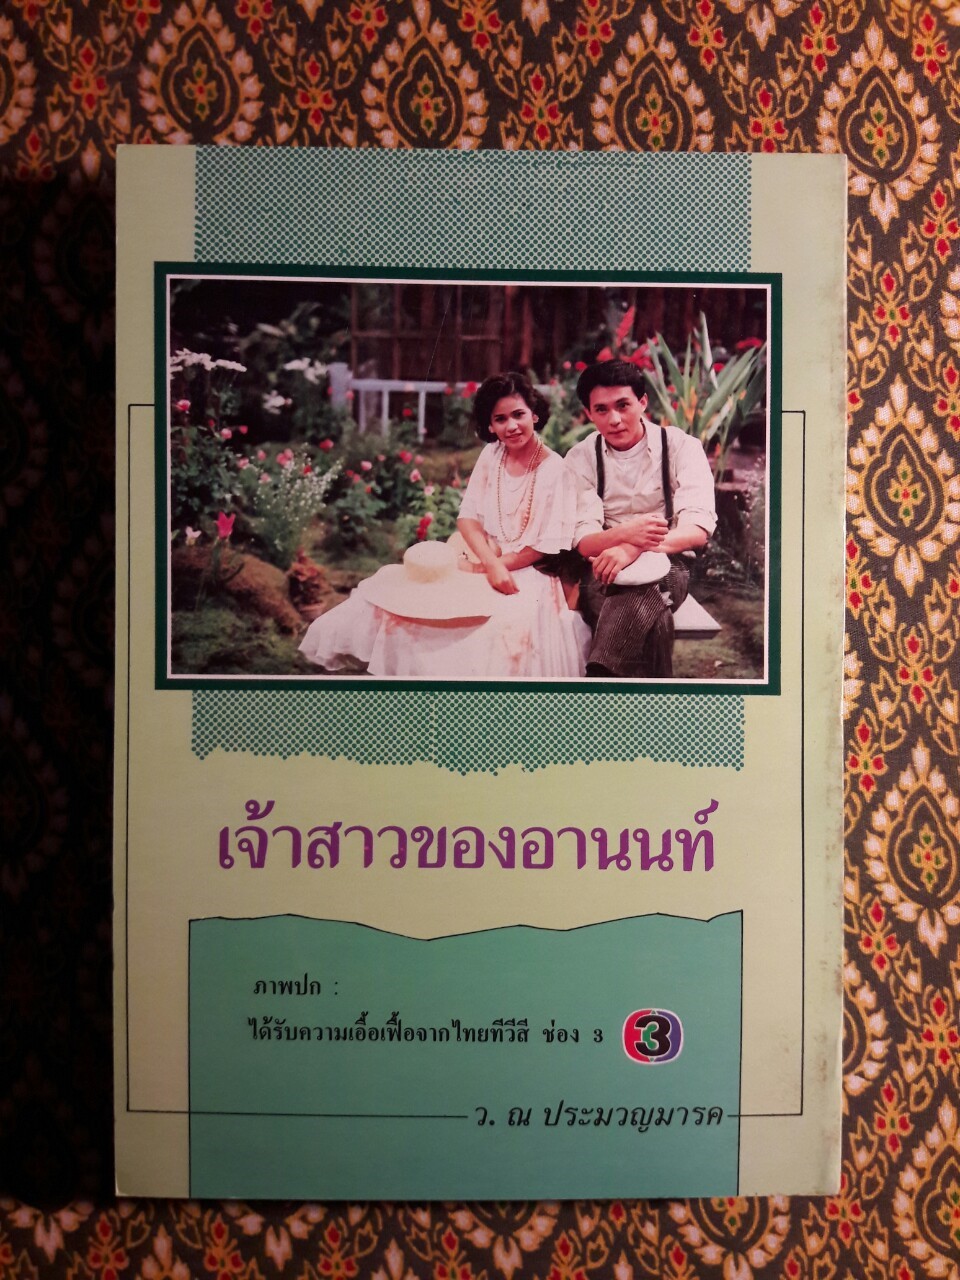 เจ้าสาวของอานนท์
ภาพปก :
ได้รับความเอื้อเฟื้อจากไทยทีวีสี ช่อง 3
3
ว. ณ ประมวญมารค